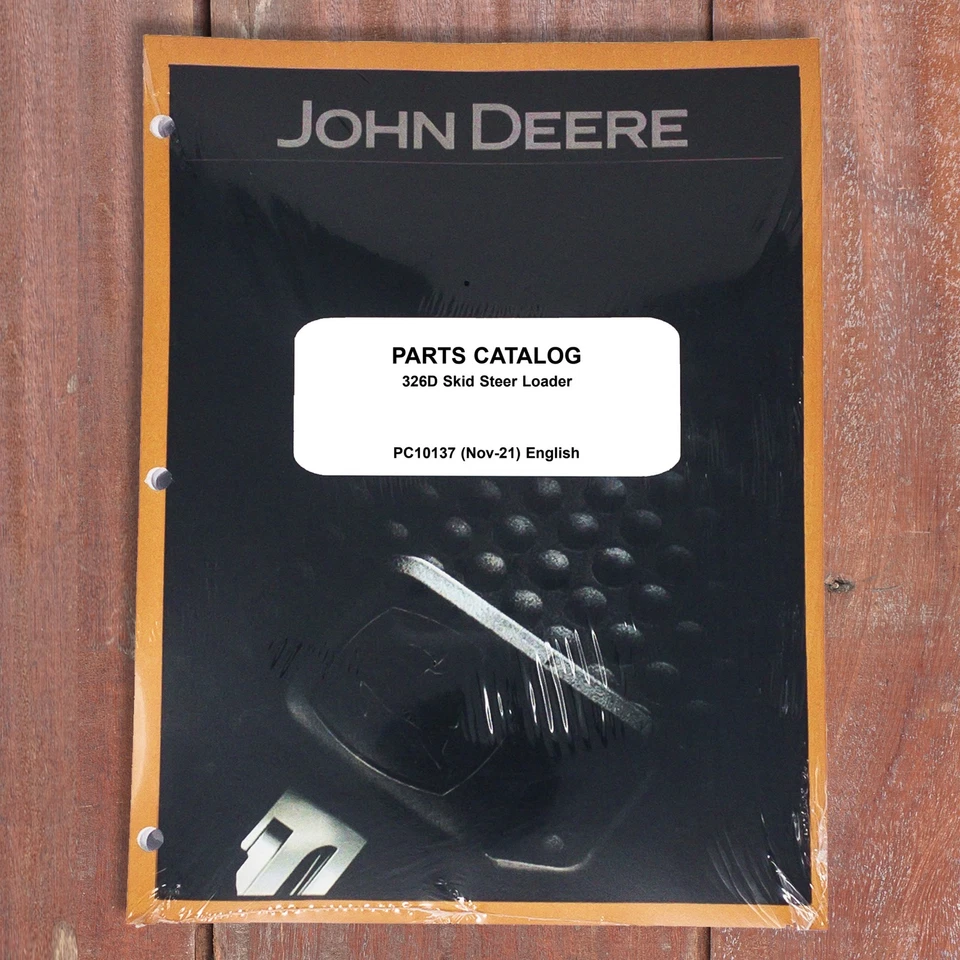 JOHN DEERE
PARTS CATALOG
326D Skid Steer Loader
PC10137 (Nov-21) English